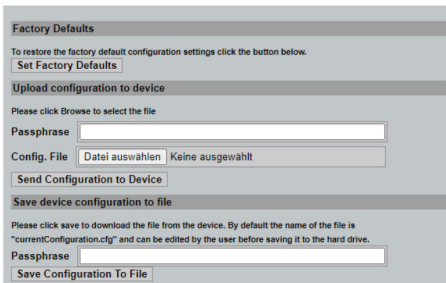 Factory Defaults
To restore the factory default configuration settings click the button below.
Set Factory Defaults
Upload configuration to device
Please click Browse to select the file
Passphrase
Config. File Datei auswählen Keine ausgewählt
Send Configuration to Device
Save device configuration to file
Please click save to download the file from the device. By default the name of the file is
"currentConfiguration.cfg" and can be edited by the user before saving it to the hard drive.
Passphrase
Save Configuration To File